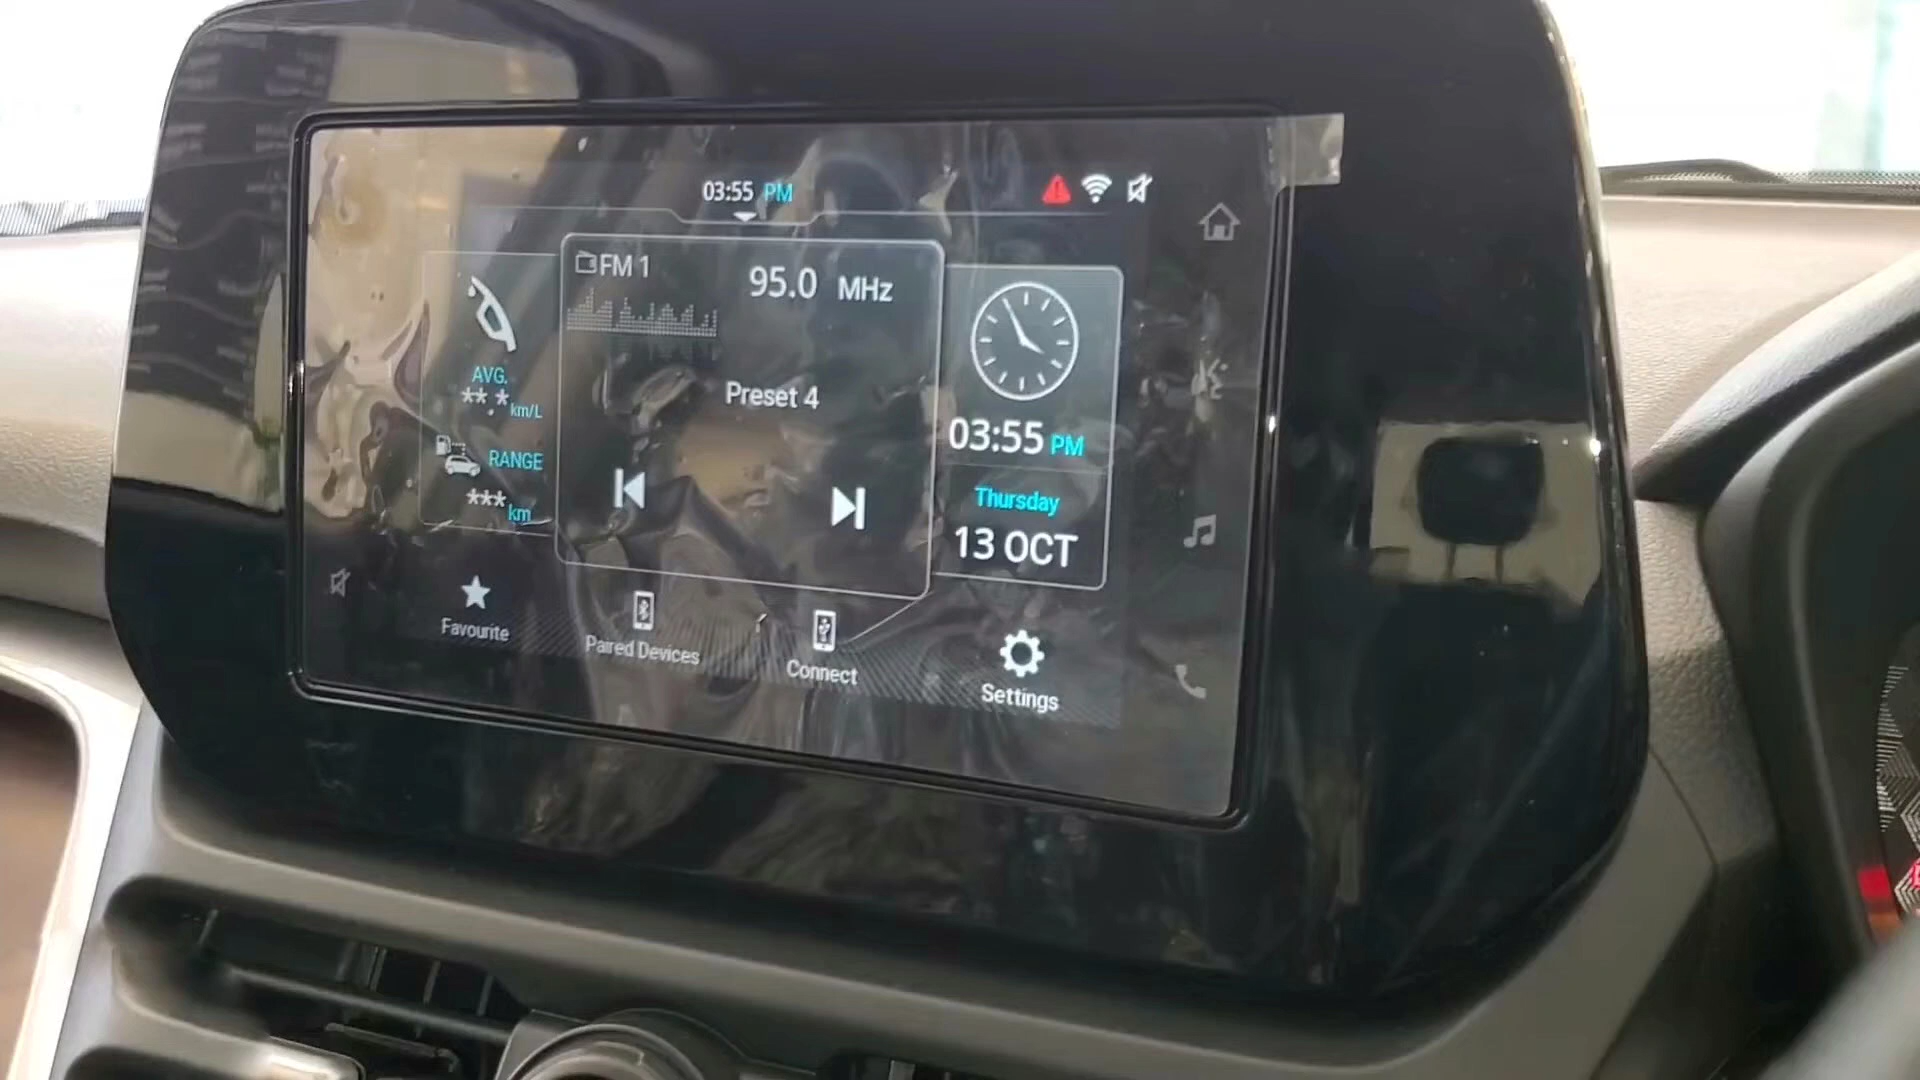 03:55 PM
FM 1
95.0 MHz
Preset 4
AVG.
**.* km/L
RANGE
*** km
03:55 PM
Thursday
13 OCT
Favourite
Paired Devices
Connect
Settings